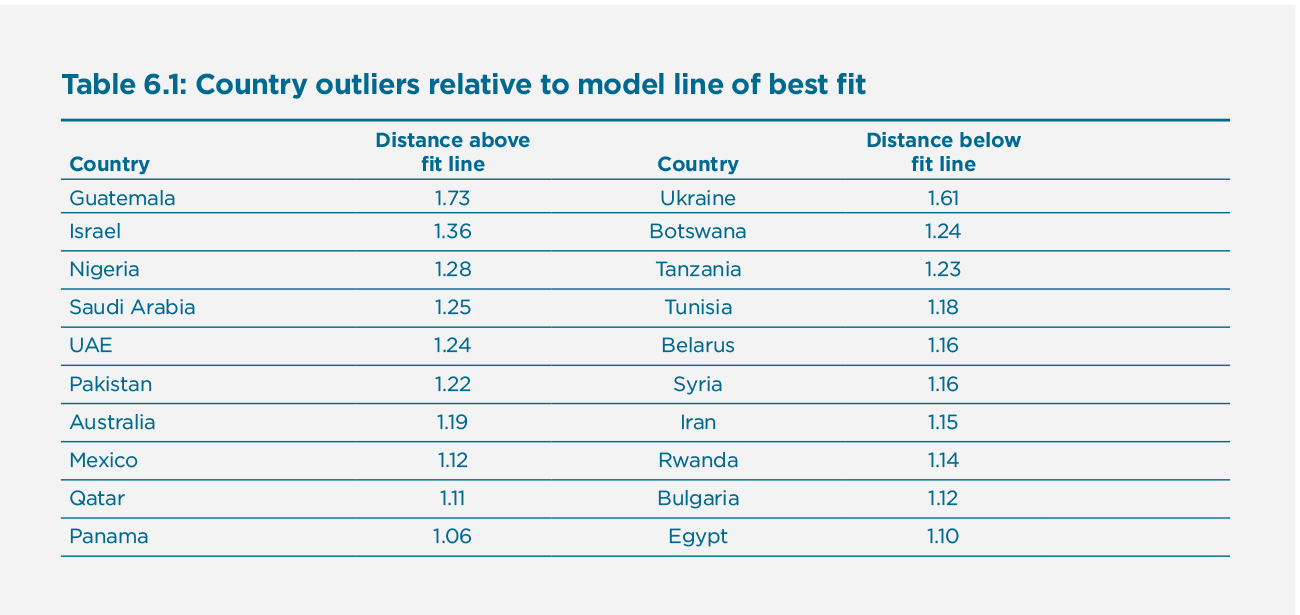 Table 6.1: Country outliers relative to model line of best fit
Country Distance above fit line Country Distance below fit line
Guatemala 1.73 Ukraine 1.61
Israel 1.36 Botswana 1.24
Nigeria 1.28 Tanzania 1.23
Saudi Arabia 1.25 Tunisia 1.18
UAE 1.24 Belarus 1.16
Pakistan 1.22 Syria 1.16
Australia 1.19 Iran 1.15
Mexico 1.12 Rwanda 1.14
Qatar 1.11 Bulgaria 1.12
Panama 1.06 Egypt 1.10